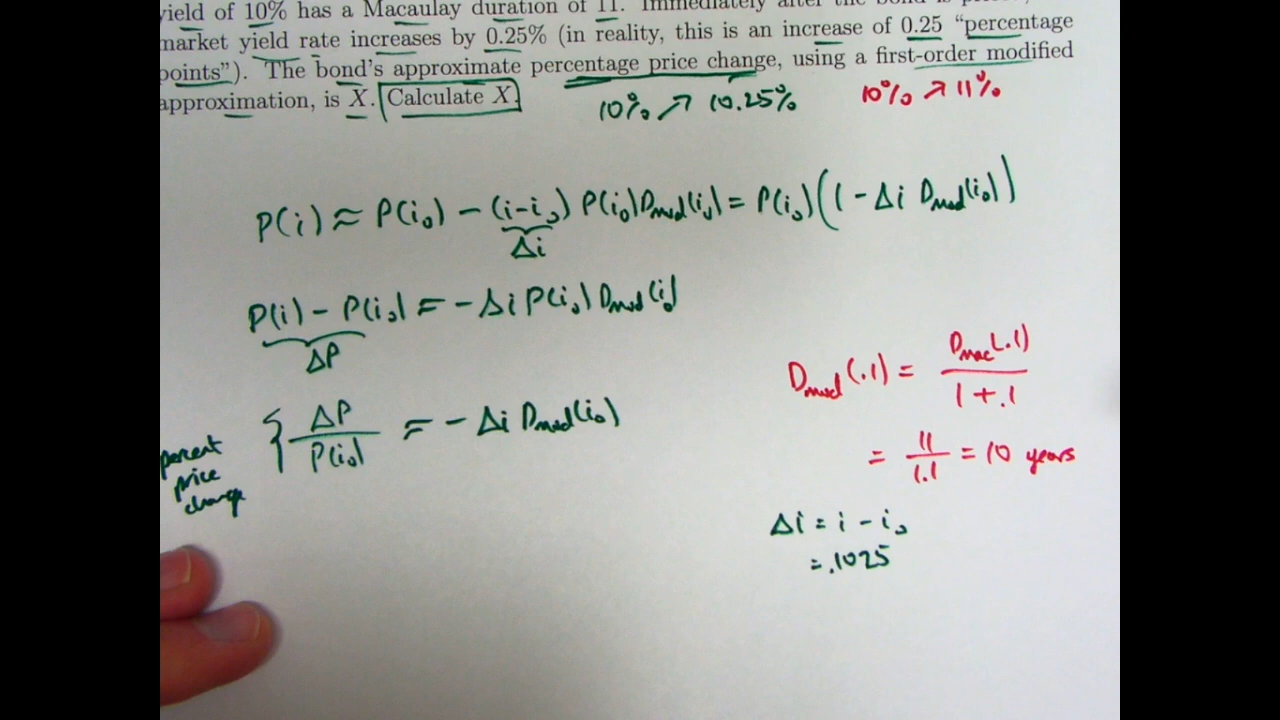 yield of 10% has a Macaulay duration of 11. Immediately after the bond is
market yield rate increases by 0.25% (in reality, this is an increase of 0.25 “percentage
points”). The bond’s approximate percentage price change, using a first-order modified
approximation, is X. Calculate X.
10% ↗ 10.25%
10% ↗ 11%
P(i) ≈ P(i₀) − (i−i₀) P(i₀) Dmod(i₀) = P(i₀)(1 − Δi Dmod(i₀))
Δi
P(i) − P(i₀) ≈ −Δi P(i₀) Dmod(i₀)
ΔP
percent price change { ΔP/P(i₀) ≈ −Δi Dmod(i₀)
Dmod(.1) = Dmac(.1)/(1+.1)
= 11/1.1 = 10 years
Δi = i − i₀
= .1025